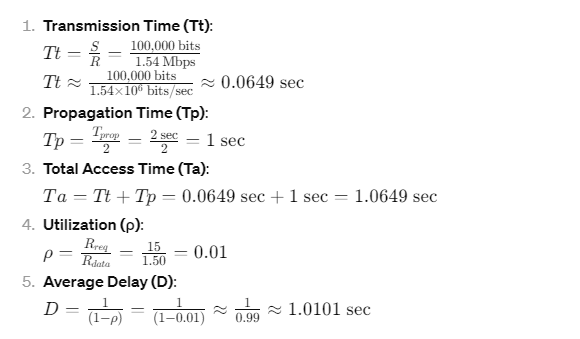 1. Transmission Time (Tt):
Tt = S/R = 100,000 bits/1.54 Mbps
Tt ≈ 100,000 bits/1.54×10⁶ bits/sec ≈ 0.0649 sec
2. Propagation Time (Tp):
Tp = T_prop/2 = 2 sec/2 = 1 sec
3. Total Access Time (Ta):
Ta = Tt + Tp = 0.0649 sec + 1 sec = 1.0649 sec
4. Utilization (ρ):
ρ = R_req/R_data = 15/1.50 = 0.01
5. Average Delay (D):
D = 1/(1−ρ) = 1/(1−0.01) ≈ 1/0.99 ≈ 1.0101 sec